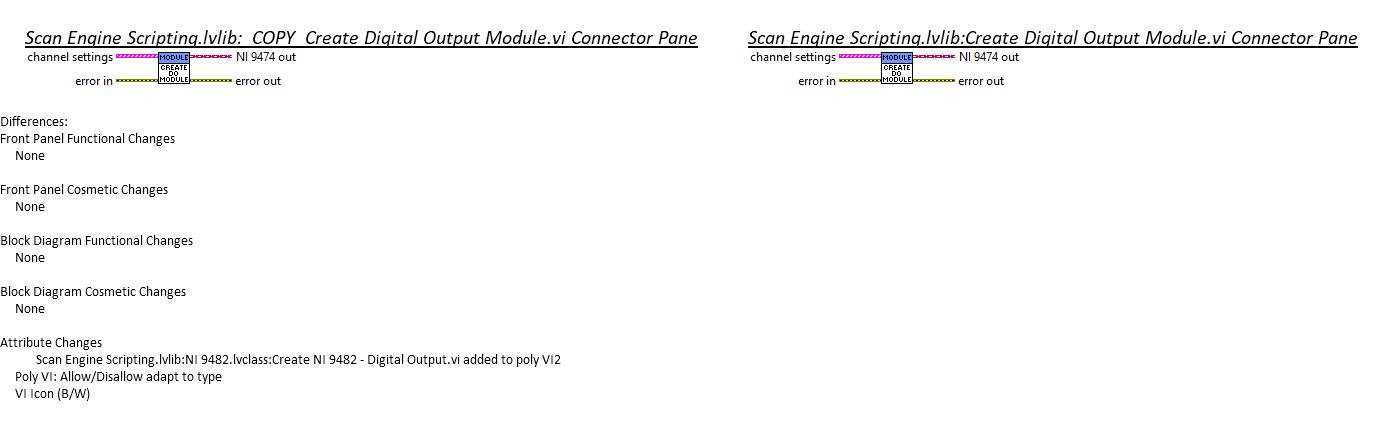 Scan Engine Scripting.lvlib:_COPY_Create Digital Output Module.vi Connector Pane
channel settings MODULE NI 9474 out
CREATE
DO
error in MODULE error out
Scan Engine Scripting.lvlib:Create Digital Output Module.vi Connector Pane
channel settings MODULE NI 9474 out
CREATE
DO
error in MODULE error out
Differences:
Front Panel Functional Changes
None
Front Panel Cosmetic Changes
None
Block Diagram Functional Changes
None
Block Diagram Cosmetic Changes
None
Attribute Changes
Scan Engine Scripting.lvlib:NI 9482.lvclass:Create NI 9482 - Digital Output.vi added to poly VI2
Poly VI: Allow/Disallow adapt to type
VI Icon (B/W)